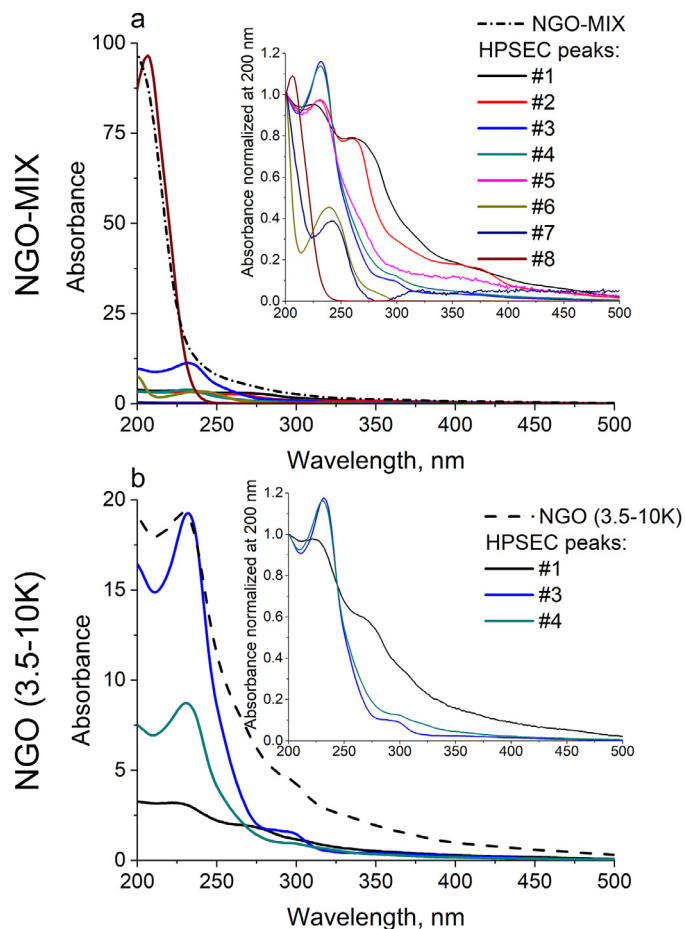 a
NGO-MIX
HPSEC peaks:
#1
#2
#3
#4
#5
#6
#7
#8
NGO-MIX
Absorbance
100
75
50
25
0
200 250 300 350 400 450 500
Wavelength, nm
Absorbance normalized at 200 nm
1.2
1.0
0.8
0.6
0.4
0.2
0.0
200 250 300 350 400 450 500
b
NGO (3.5-10K)
HPSEC peaks:
#1
#3
#4
NGO (3.5-10K)
Absorbance
20
15
10
5
0
200 250 300 350 400 450 500
Wavelength, nm
Absorbance normalized at 200 nm
1.2
1.0
0.8
0.6
0.4
0.2
0.0
200 250 300 350 400 450 500